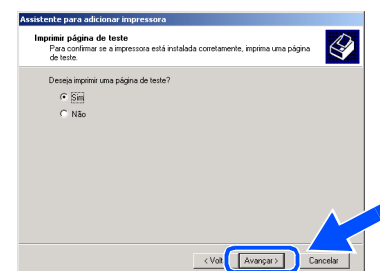 Assistente para adicionar impressora
Imprimir página de teste
Para confirmar se a impressora está instalada corretamente, imprima uma página
de teste.
Deseja imprimir uma página de teste?
Sim
Não
< Volt Avançar > Cancelar